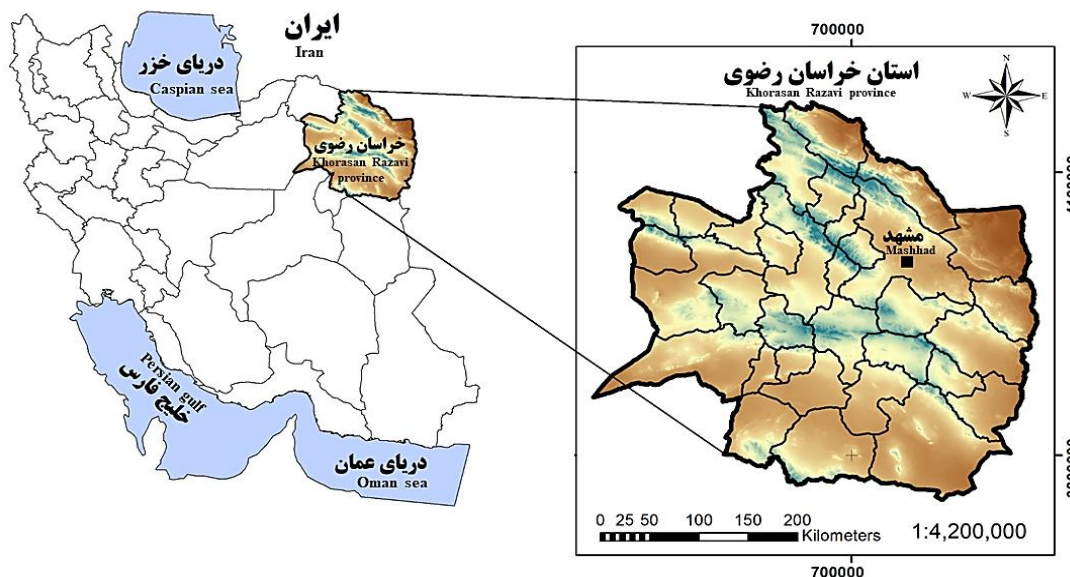 ایران
Iran
دریای خزر
Caspian sea
خراسان رضوی
Khorasan Razavi
province
Persian gulf
خلیج فارس
دریای عمان
Oman sea
700000
استان خراسان رضوی
Khorasan Razavi province
N
W
E
S
مشهد
Mashhad
0 25 50 100 150 200
Kilometers
1:4,200,000
700000